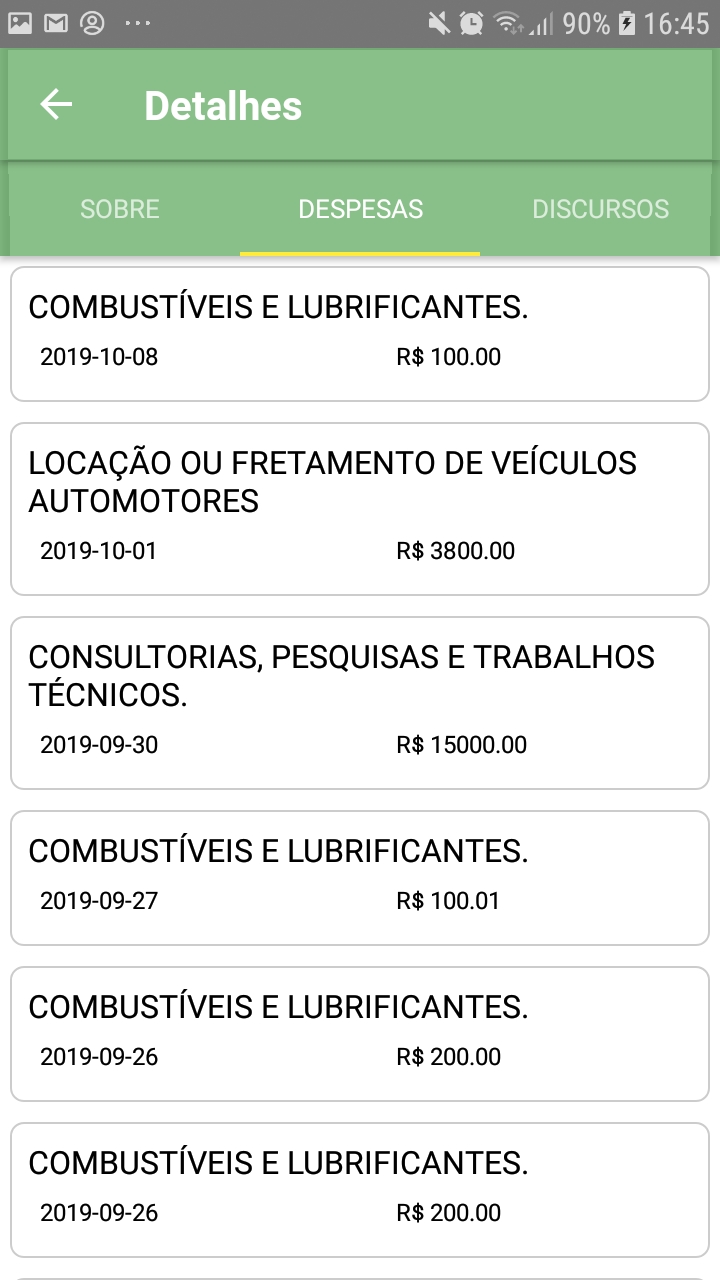 90% 16:45
Detalhes
SOBRE DESPESAS DISCURSOS
COMBUSTÍVEIS E LUBRIFICANTES.
2019-10-08 R$ 100.00
LOCAÇÃO OU FRETAMENTO DE VEÍCULOS
AUTOMOTORES
2019-10-01 R$ 3800.00
CONSULTORIAS, PESQUISAS E TRABALHOS
TÉCNICOS.
2019-09-30 R$ 15000.00
COMBUSTÍVEIS E LUBRIFICANTES.
2019-09-27 R$ 100.01
COMBUSTÍVEIS E LUBRIFICANTES.
2019-09-26 R$ 200.00
COMBUSTÍVEIS E LUBRIFICANTES.
2019-09-26 R$ 200.00